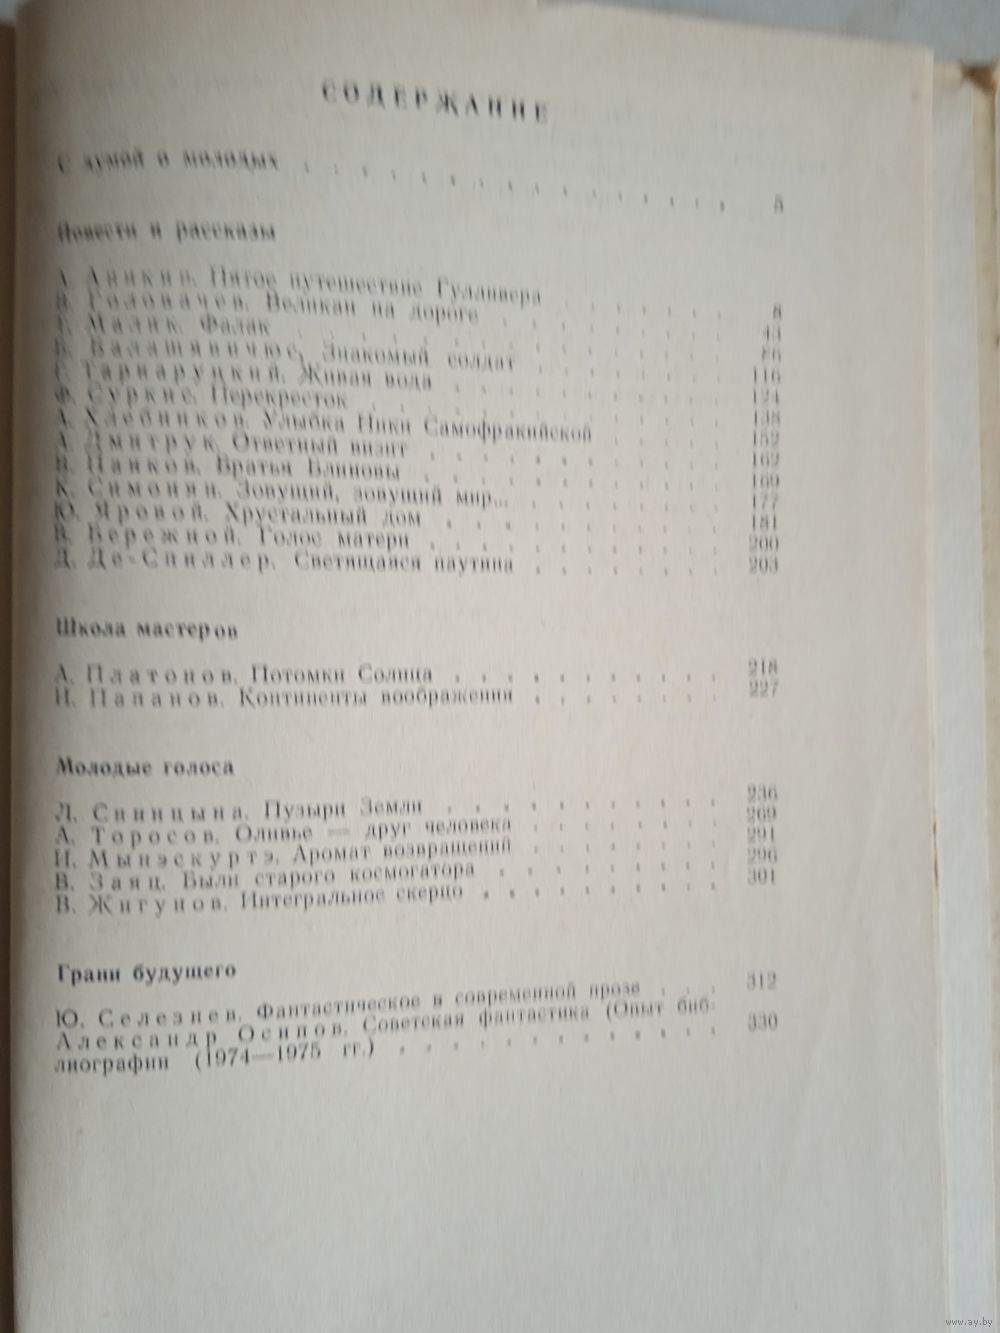 СОДЕРЖАНИЕ
С думой о молодых 5
Повести и рассказы
А. Аникин. Пятое путешествие Гулливера 8
В. Головачев. Великан на дороге 43
Т. Малик. Фалак 86
К. Валашявичюс. Знакомый солдат 116
Г. Тарнаруцкий. Живая вода 124
Ф. Суркис. Перекресток 138
А. Хлебников. Улыбка Ники Самофракийской 152
А. Дмитрук. Ответный визит 162
В. Панков. Братья Блиновы 169
К. Симонян. Зовущий, зовущий мир... 177
Ю. Яровой. Хрустальный дом 181
В. Бережной. Голос матери 200
Д. Де-Спиллер. Светящаяся паутина 203
Школа мастеров
А. Платонов. Потомки Солнца 218
И. Папанов. Континенты воображения 227
Молодые голоса
Л. Синицына. Пузыри Земли 236
А. Торосов. Оливье — друг человека 269
И. Мынэскуртэ. Аромат возвращений 291
В. Заяц. Были старого космогатора 296
В. Жигунов. Интегральное скерцо 301
Грани будущего
Ю. Селезнев. Фантастическое в современной прозе 312
Александр Осипов. Советская фантастика (Опыт биб-
лиографии (1974—1975 гг.) 330
www.ay.by